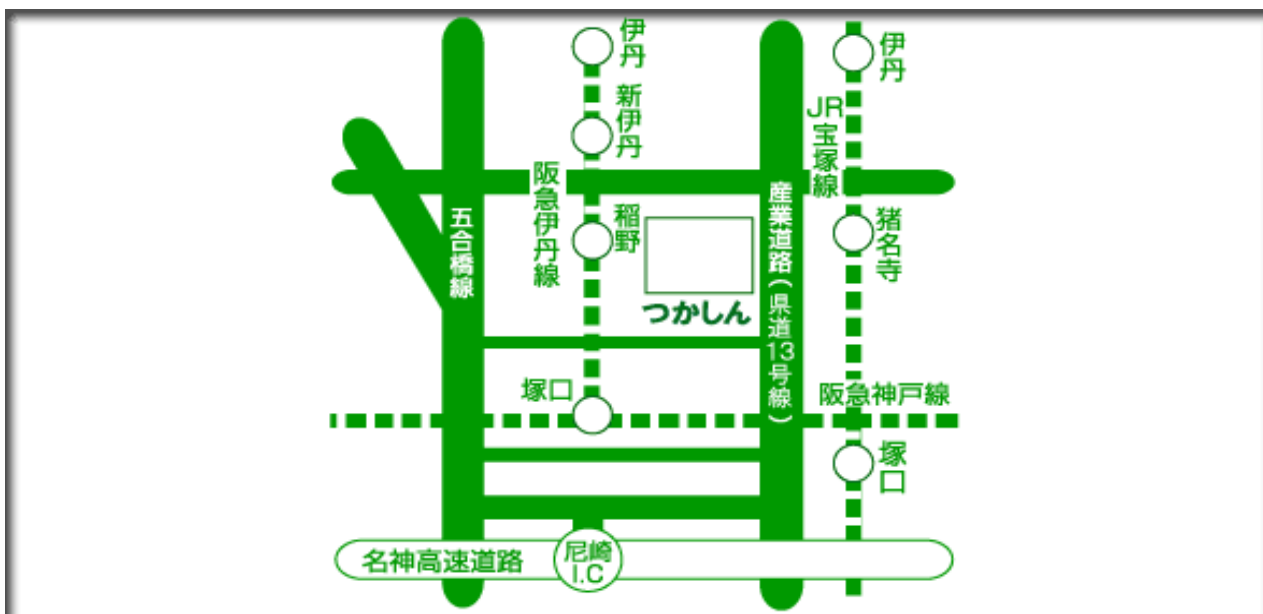 伊丹
伊丹
新伊丹
JR宝塚線
阪急伊丹線
産業道路(県道13号線)
五合橋線
稲野
猪名寺
つかしん
塚口
阪急神戸線
塚口
名神高速道路
尼崎
I.C